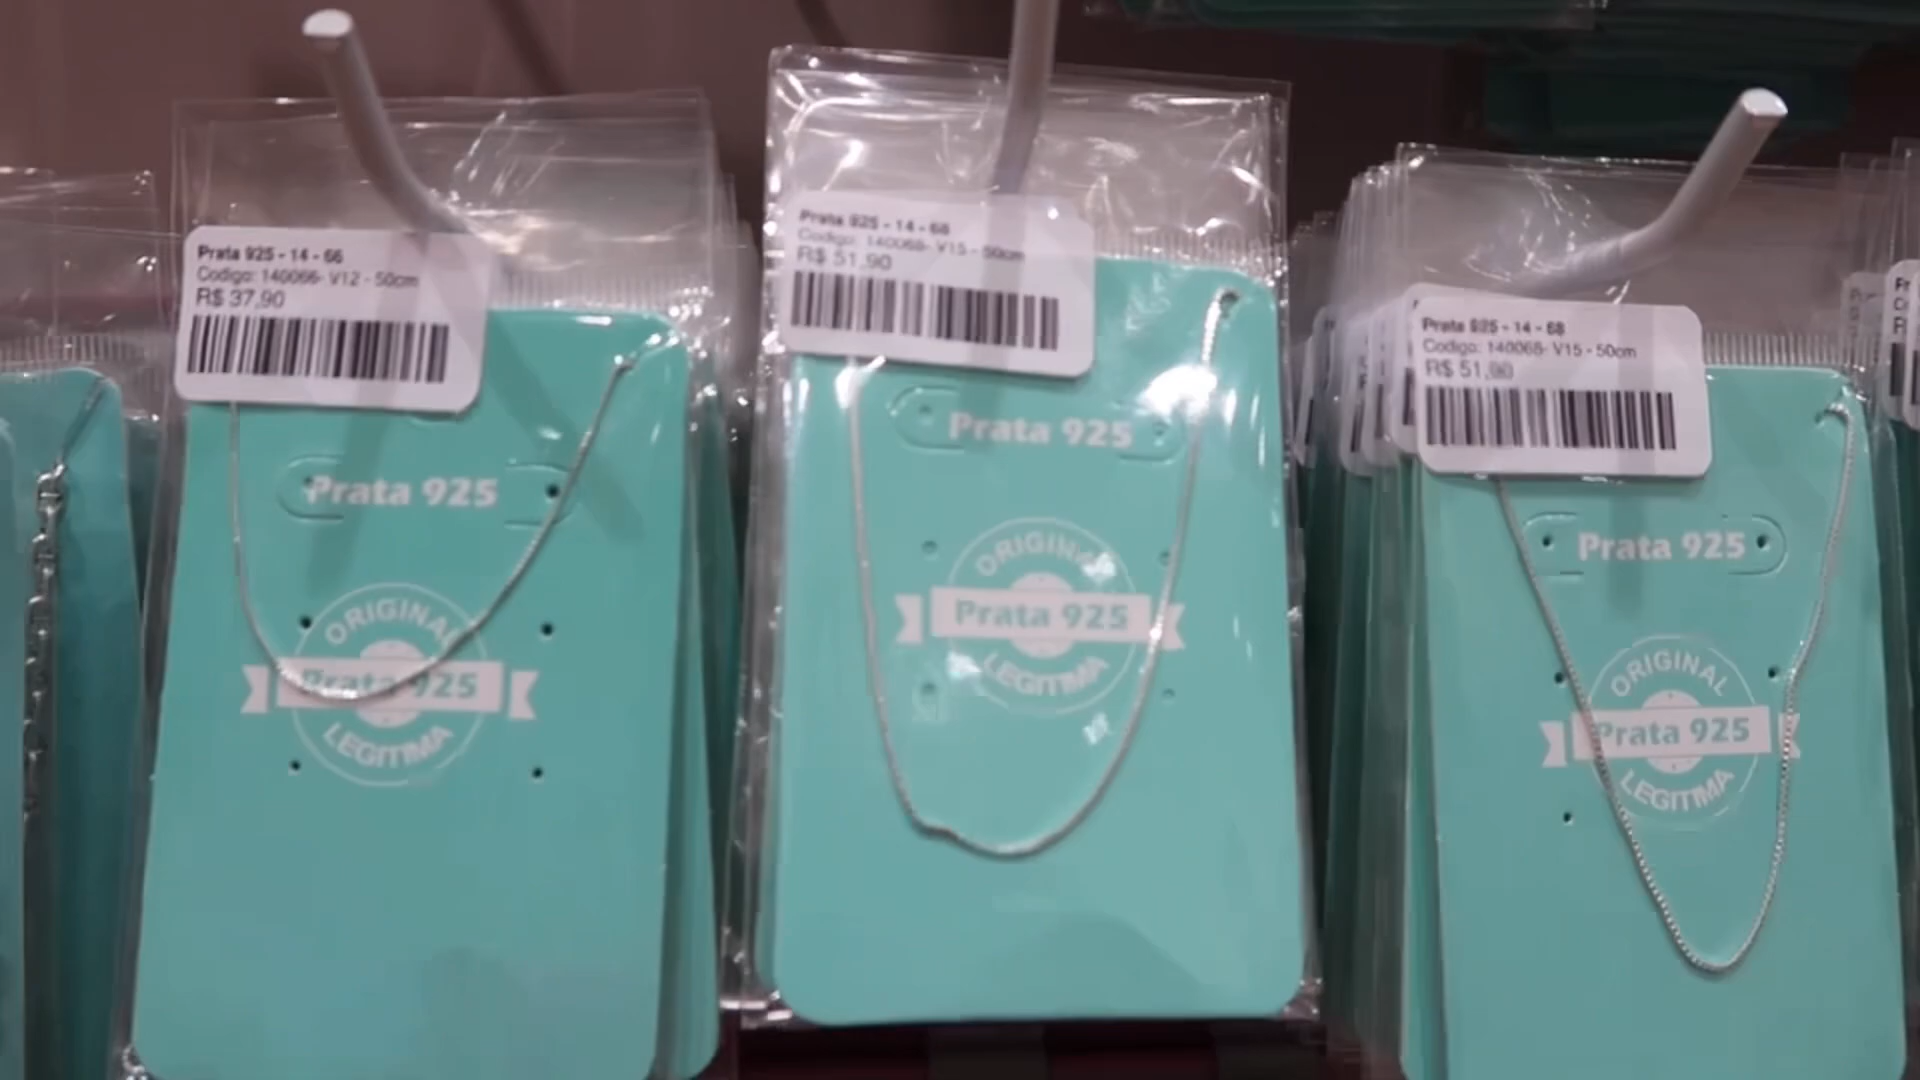 Prata 925 - 14 - 66
Codigo: 140066- V12 - 50cm
R$ 37,90
Prata 925
ORIGINAL
Prata 925
LEGITIMA
Prata 925 - 14 - 68
Codigo: 140068- V15 - 50cm
R$ 51,90
Prata 925
ORIGINAL
Prata 925
LEGITIMA
Prata 925 - 14 - 68
Codigo: 140068- V15 - 50cm
R$ 51,90
Prata 925
ORIGINAL
Prata 925
LEGITIMA